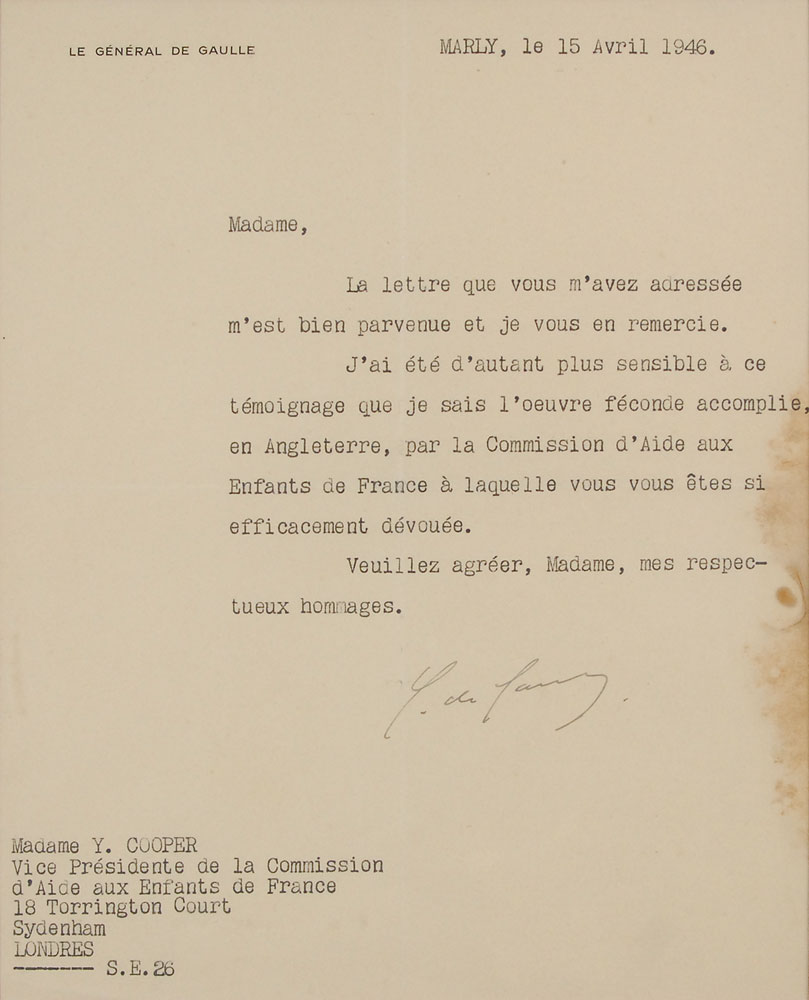 LE GÉNÉRAL DE GAULLE
MARLY, le 15 Avril 1946.
Madame,
La lettre que vous m'avez adressée
m'est bien parvenue et je vous en remercie.
J'ai été d'autant plus sensible à ce
témoignage que je sais l'oeuvre féconde accomplie,
en Angleterre, par la Commission d'Aide aux
Enfants de France à laquelle vous vous êtes si
efficacement dévouée.
Veuillez agréer, Madame, mes respec-
tueux hommages.
C. de Gaulle.
Madame Y. COOPER
Vice Présidente de la Commission
d'Aide aux Enfants de France
18 Torrington Court
Sydenham
LONDRES
------- S.E.26